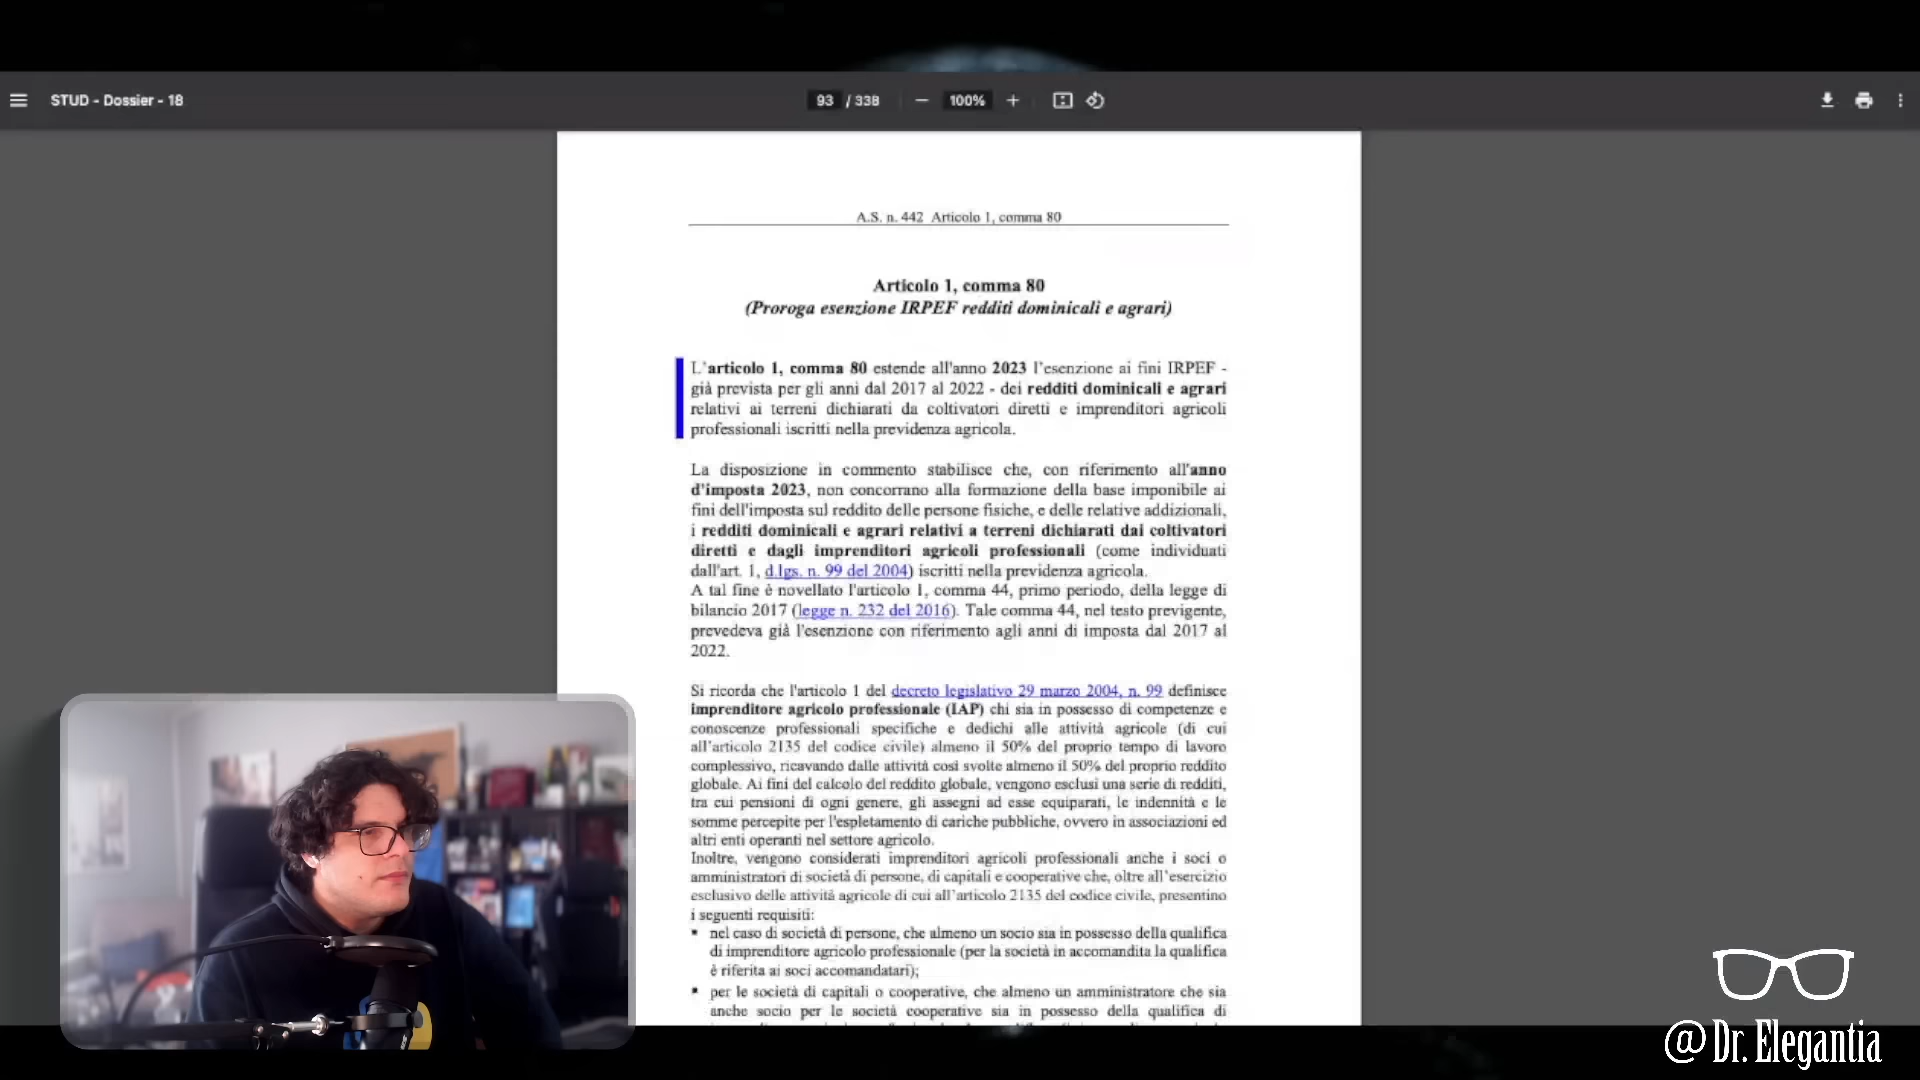 STUD - Dossier - 18
93 / 338
100%
A.S. n. 442 Articolo 1, comma 80
Articolo 1, comma 80
(Proroga esenzione IRPEF redditi dominicali e agrari)
L'articolo 1, comma 80 estende all'anno 2023 l'esenzione ai fini IRPEF -
già prevista per gli anni dal 2017 al 2022 - dei redditi dominicali e agrari
relativi ai terreni dichiarati da coltivatori diretti e imprenditori agricoli
professionali iscritti nella previdenza agricola.
La disposizione in commento stabilisce che, con riferimento all'anno
d'imposta 2023, non concorrano alla formazione della base imponibile ai
fini dell'imposta sul reddito delle persone fisiche, e delle relative addizionali,
i redditi dominicali e agrari relativi a terreni dichiarati dai coltivatori
diretti e dagli imprenditori agricoli professionali (come individuati
dall'art. 1, d.lgs. n. 99 del 2004) iscritti nella previdenza agricola.
A tal fine è novellato l'articolo 1, comma 44, primo periodo, della legge di
bilancio 2017 (legge n. 232 del 2016). Tale comma 44, nel testo previgente,
prevedeva già l'esenzione con riferimento agli anni di imposta dal 2017 al
2022.
Si ricorda che l'articolo 1 del decreto legislativo 29 marzo 2004, n. 99 definisce
imprenditore agricolo professionale (IAP) chi sia in possesso di competenze e
conoscenze professionali specifiche e dedichi alle attività agricole (di cui
all'articolo 2135 del codice civile) almeno il 50% del proprio tempo di lavoro
complessivo, ricavando dalle attività così svolte almeno il 50% del proprio reddito
globale. Ai fini del calcolo del reddito globale, vengono esclusi una serie di redditi,
tra cui pensioni di ogni genere, gli assegni ad esse equiparati, le indennità e le
somme percepite per l'espletamento di cariche pubbliche, ovvero in associazioni ed
altri enti operanti nel settore agricolo.
Inoltre, vengono considerati imprenditori agricoli professionali anche i soci o
amministratori di società di persone, di capitali e cooperative che, oltre all'esercizio
esclusivo delle attività agricole di cui all'articolo 2135 del codice civile, presentino
i seguenti requisiti:
▪ nel caso di società di persone, che almeno un socio sia in possesso della qualifica
di imprenditore agricolo professionale (per la società in accomandita la qualifica
è riferita ai soci accomandatari);
▪ per le società di capitali o cooperative, che almeno un amministratore che sia
anche socio per le società cooperative sia in possesso della qualifica di
@ Dr. Elegantia